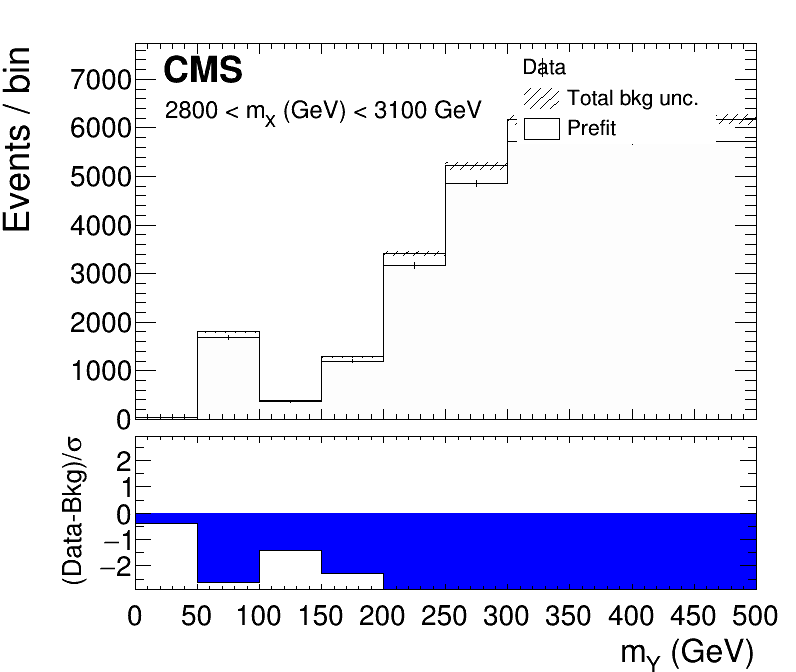 Events / bin
7000
6000
5000
4000
3000
2000
1000
0
CMS
2800 < mX (GeV) < 3100 GeV
Data
Total bkg unc.
Prefit
(Data-Bkg)/σ
2
1
0
−1
−2
0 50 100 150 200 250 300 350 400 450 500
mY (GeV)